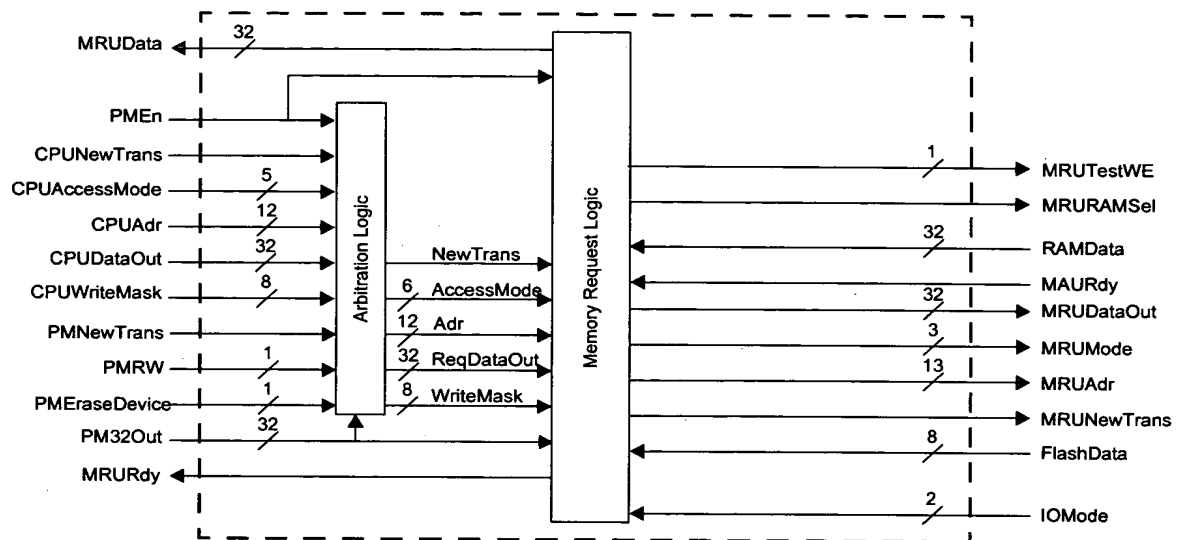 MRUData
32
PMEn
CPUNewTrans
CPUAccessMode
5
CPUAdr
12
CPUDataOut
32
CPUWriteMask
8
PMNewTrans
PMRW
1
PMEraseDevice
1
PM32Out
32
MRURdy
Arbitration Logic
NewTrans
6
AccessMode
12
Adr
32
ReqDataOut
8
WriteMask
Memory Request Logic
1
MRUTestWE
MRURAMSel
32
RAMData
MAURdy
32
MRUDataOut
3
MRUMode
13
MRUAdr
MRUNewTrans
8
FlashData
2
IOMode